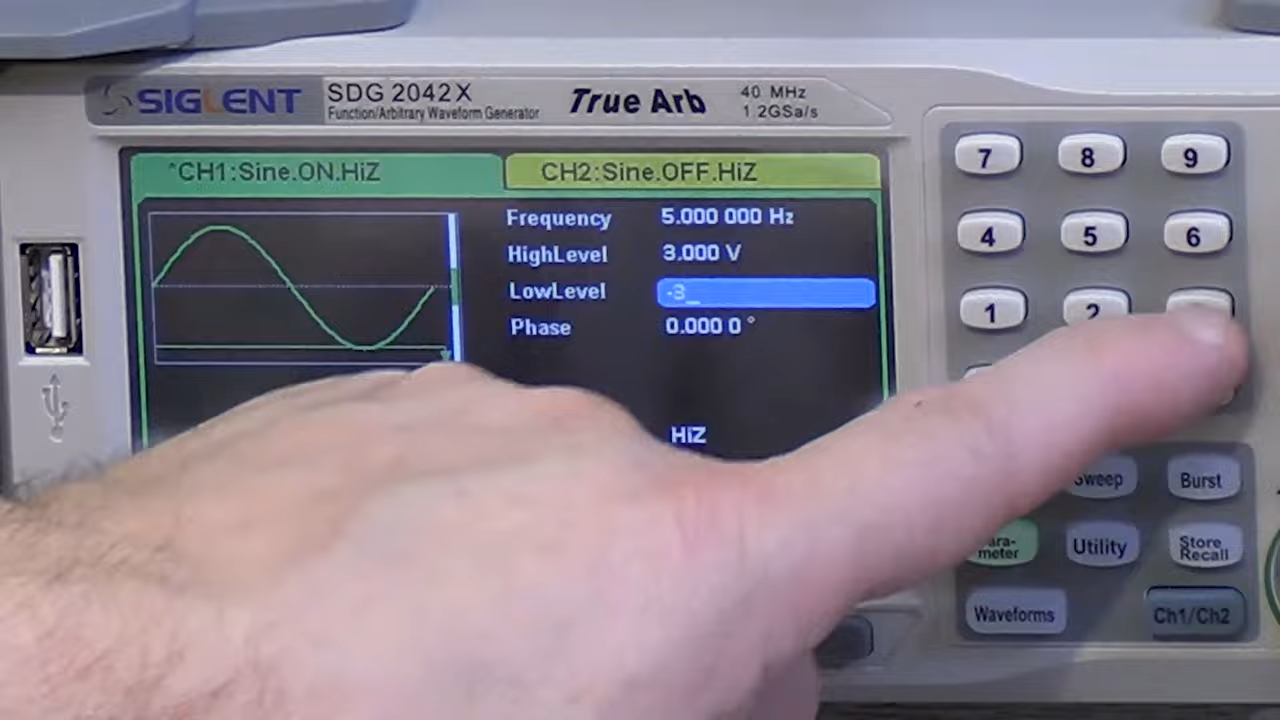 SIGLENT
SDG 2042X
Function/Arbitrary Waveform Generator
True Arb
40 MHz
1.2GSa/s
*CH1:Sine.ON.HiZ
CH2:Sine.OFF.HiZ
Frequency 5.000 000 Hz
HighLevel 3.000 V
LowLevel -3_
Phase 0.000 0 °
HiZ
7 8 9
4 5 6
1 2
Sweep Burst
Utility Store Recall
Waveforms Ch1/Ch2